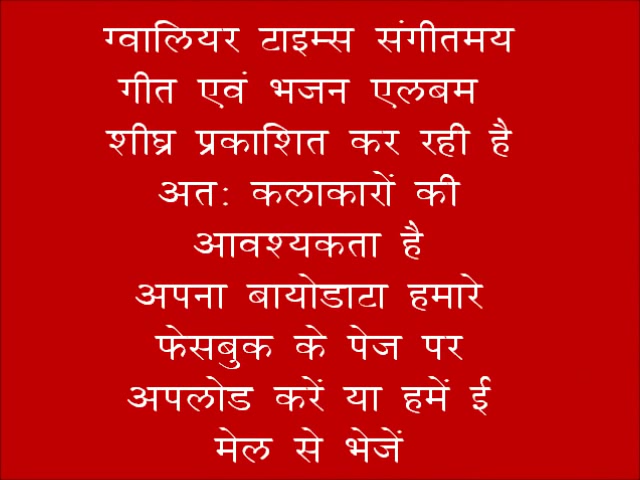 ग्वालियर टाइम्स संगीतमय
गीत एवं भजन एलबम
शीघ्र प्रकाशित कर रही है
अतः कलाकारों की
आवश्यकता है
अपना बायोडाटा हमारे
फेसबुक के पेज पर
अपलोड करें या हमें ई
मेल से भेजें